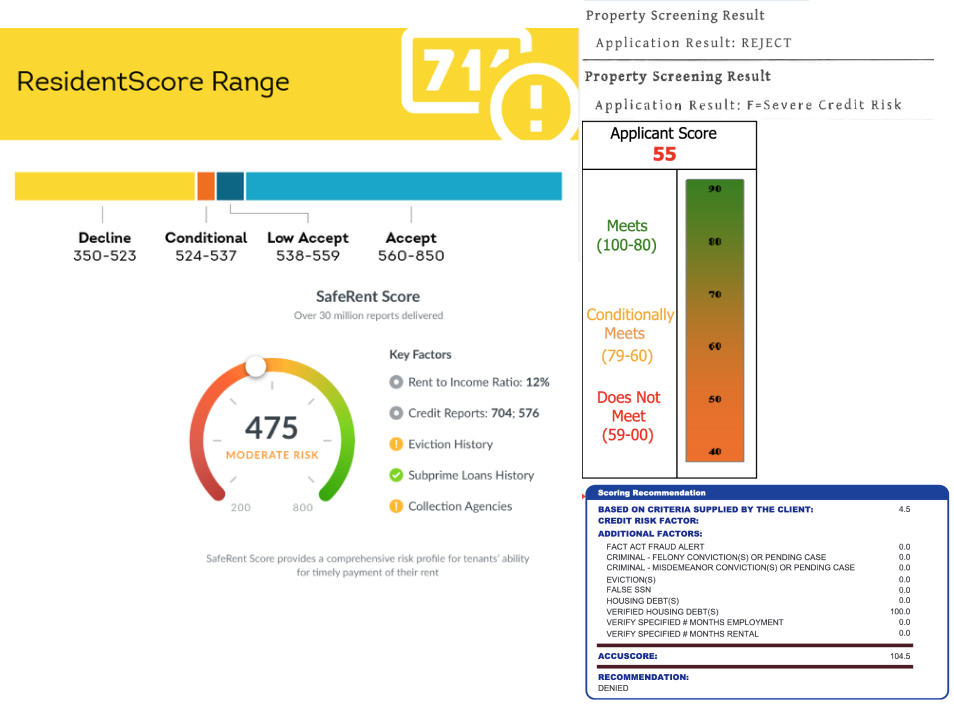 ResidentScore Range
71
!
Decline
350-523
Conditional
524-537
Low Accept
538-559
Accept
560-850
SafeRent Score
Over 30 million reports delivered
475
MODERATE RISK
200
800
Key Factors
Rent to Income Ratio: 12%
Credit Reports: 704; 576
! Eviction History
Subprime Loans History
! Collection Agencies
SafeRent Score provides a comprehensive risk profile for tenants' ability
for timely payment of their rent
Property Screening Result
Application Result: REJECT
Property Screening Result
Application Result: F=Severe Credit Risk
Applicant Score
55
Meets
(100-80)
Conditionally
Meets
(79-60)
Does Not
Meet
(59-00)
90
80
70
60
50
40
Scoring Recommendation
BASED ON CRITERIA SUPPLIED BY THE CLIENT: 4.5
CREDIT RISK FACTOR:
ADDITIONAL FACTORS:
FACT ACT FRAUD ALERT 0.0
CRIMINAL - FELONY CONVICTION(S) OR PENDING CASE 0.0
CRIMINAL - MISDEMEANOR CONVICTION(S) OR PENDING CASE 0.0
EVICTION(S) 0.0
FALSE SSN 0.0
HOUSING DEBT(S) 0.0
VERIFIED HOUSING DEBT(S) 100.0
VERIFY SPECIFIED # MONTHS EMPLOYMENT 0.0
VERIFY SPECIFIED # MONTHS RENTAL 0.0
ACCUSCORE: 104.5
RECOMMENDATION:
DENIED